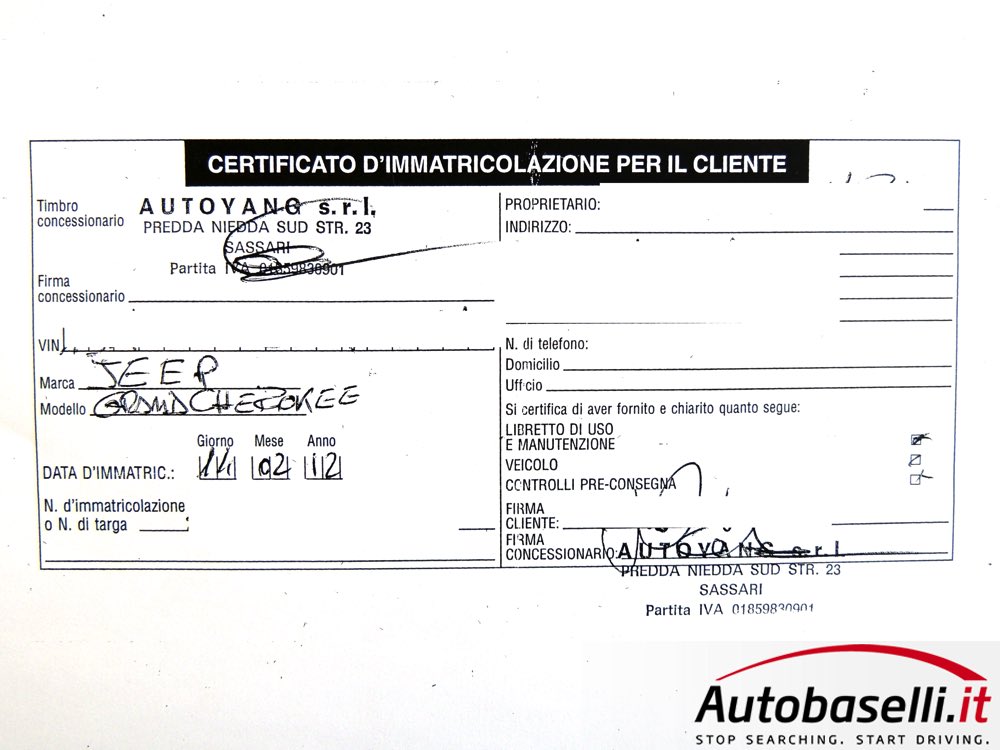 CERTIFICATO D'IMMATRICOLAZIONE PER IL CLIENTE
Timbro
concessionario
AUTOYANG s.r.l.
PREDDA NIEDDA SUD STR. 23
SASSARI
Partita IVA 01859830901
Firma
concessionario
VIN
Marca JEEP
Modello GRAND CHEROKEE
Giorno Mese Anno
DATA D'IMMATRIC.: 14 02 12
N. d'immatricolazione
o N. di targa
PROPRIETARIO:
INDIRIZZO:
N. di telefono:
Domicilio
Ufficio
Si certifica di aver fornito e chiarito quanto segue:
LIBRETTO DI USO
E MANUTENZIONE
VEICOLO
CONTROLLI PRE-CONSEGNA
FIRMA
CLIENTE:
FIRMA
CONCESSIONARIO:
AUTOYANG s.r.l.
PREDDA NIEDDA SUD STR. 23
SASSARI
Partita IVA 01859830901
Autobaselli.it
STOP SEARCHING. START DRIVING.